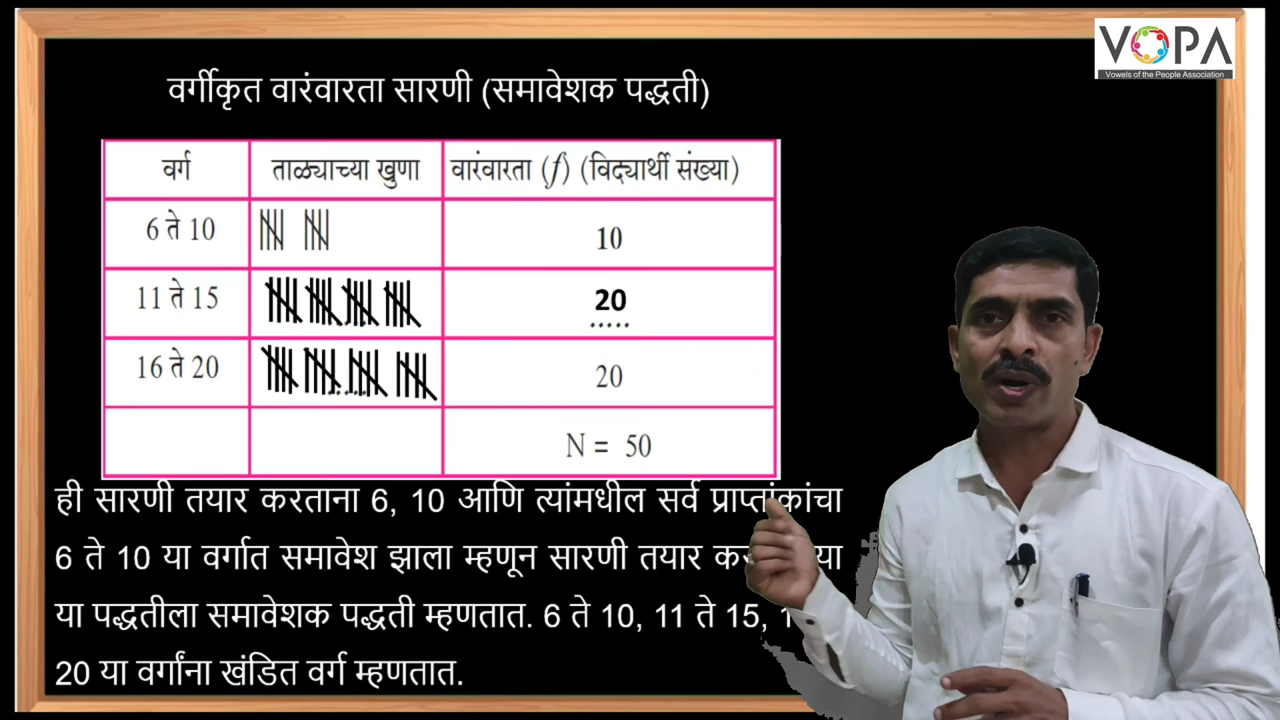 VOPA
Vowels of the People Association
वर्गीकृत वारंवारता सारणी (समावेशक पद्धती)
वर्ग ताळ्याच्या खुणा वारंवारता (f) (विद्यार्थी संख्या)
6 ते 10 10
11 ते 15 20
16 ते 20 20
N = 50
ही सारणी तयार करताना 6, 10 आणि त्यांमधील सर्व प्राप्तांकांचा
6 ते 10 या वर्गात समावेश झाला म्हणून सारणी तयार
या पद्धतीला समावेशक पद्धती म्हणतात. 6 ते 10, 11 ते 15,
20 या वर्गांना खंडित वर्ग म्हणतात.